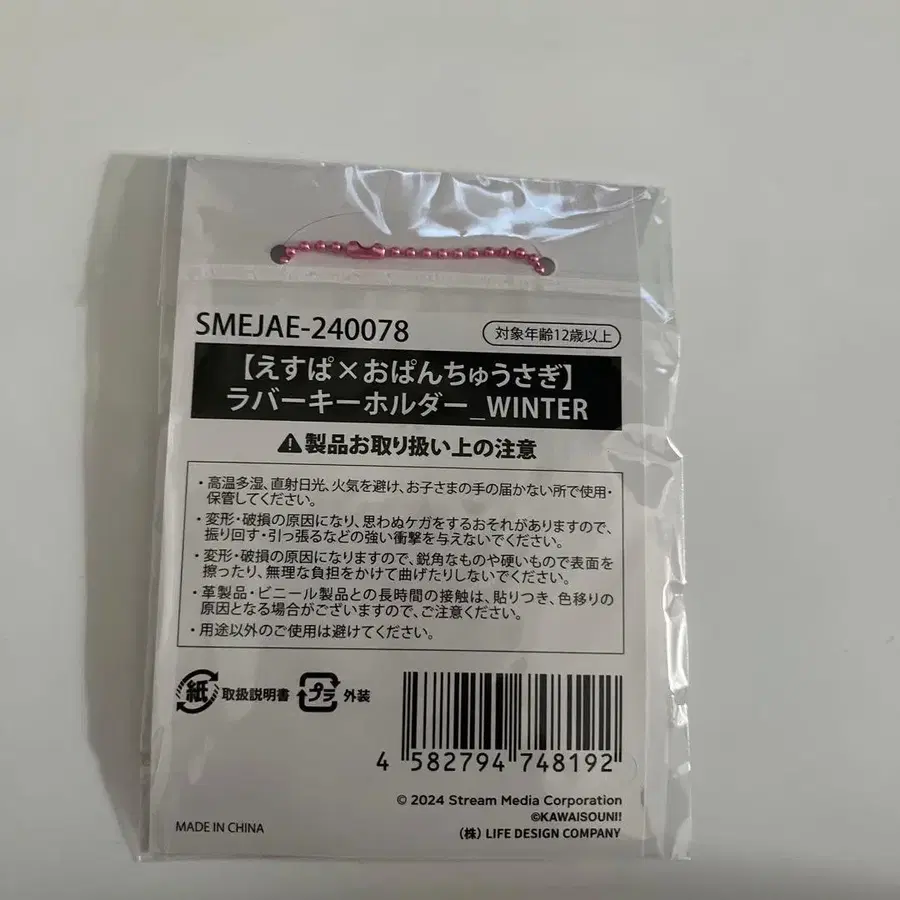 SMEJAE-240078
対象年齢12歳以上
【えすぱ×おぱんちゅうさぎ】
ラバーキーホルダー_WINTER
⚠製品お取り扱い上の注意
・高温多湿、直射日光、火気を避け、お子さまの手の届かない所で使用・
保管してください。
・変形・破損の原因になり、思わぬケガをするおそれがありますので、
振り回す・引っ張るなどの強い衝撃を与えないでください。
・変形・破損の原因になりますので、鋭角なものや硬いもので表面を
擦ったり、無理な負担をかけて曲げたりしないでください。
・革製品・ビニール製品との長時間の接触は、貼りつき、色移りの
原因となる場合がございますので、ご注意ください。
・用途以外のご使用は避けてください。
紙 取扱説明書 プラ 外装
4 582794 748192
© 2024 Stream Media Corporation
©KAWAISOUNI!
MADE IN CHINA
(株) LIFE DESIGN COMPANY